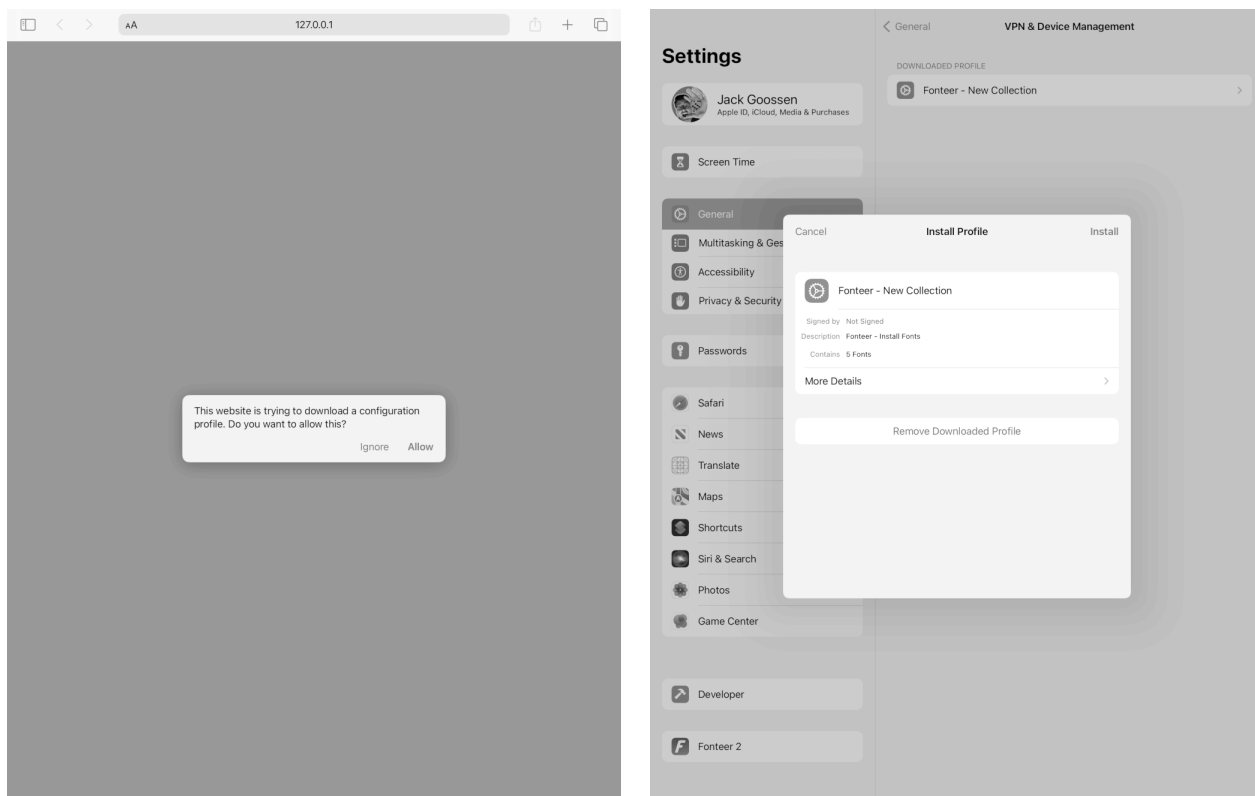 AA
127.0.0.1
This website is trying to download a configuration
profile. Do you want to allow this?
Ignore
Allow
Settings
Jack Goossen
Apple ID, iCloud, Media & Purchases
Screen Time
General
Multitasking & Ges
Accessibility
Privacy & Security
Passwords
Safari
News
Translate
Maps
Shortcuts
Siri & Search
Photos
Game Center
Developer
Fonteer 2
General
VPN & Device Management
DOWNLOADED PROFILE
Fonteer - New Collection
Cancel
Install Profile
Install
Fonteer - New Collection
Signed by Not Signed
Description Fonteer - Install Fonts
Contains 5 Fonts
More Details
Remove Downloaded Profile